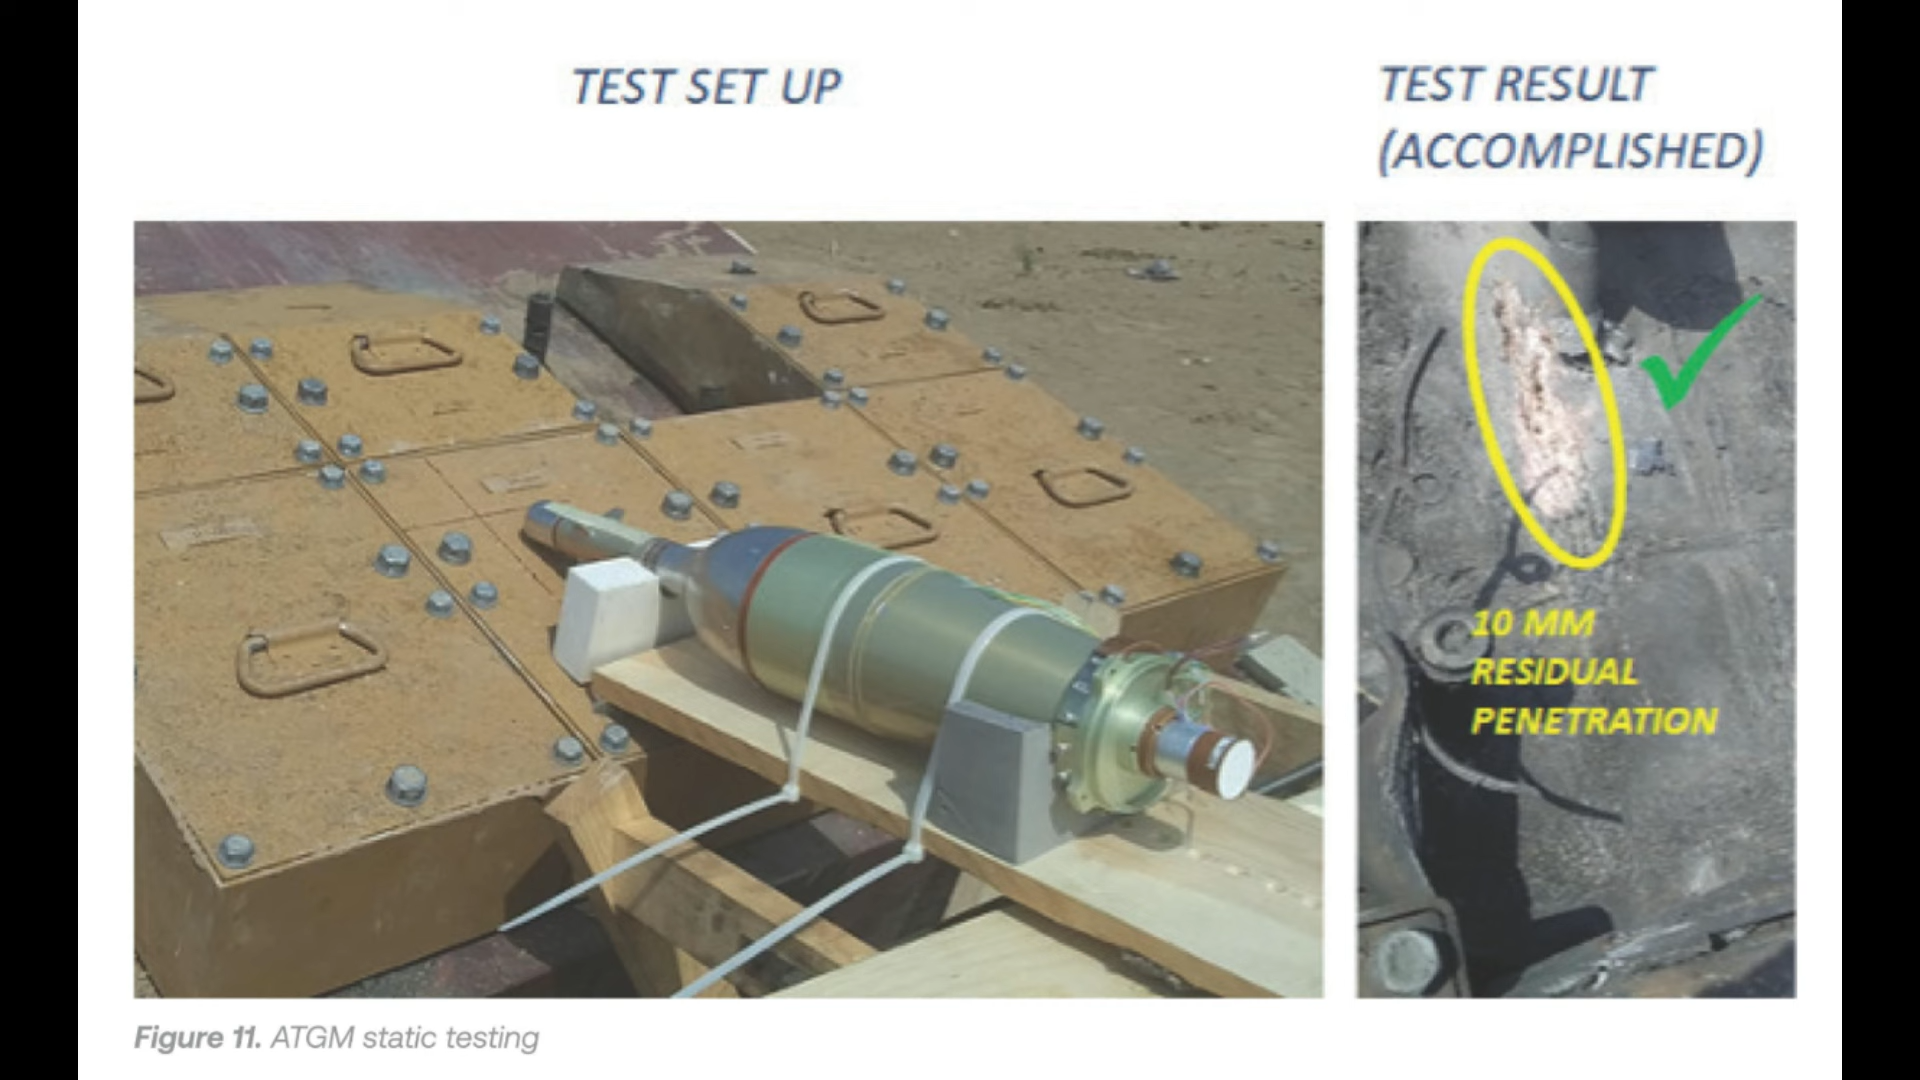 TEST SET UP
TEST RESULT
(ACCOMPLISHED)
10 MM
RESIDUAL
PENETRATION
Figure 11. ATGM static testing